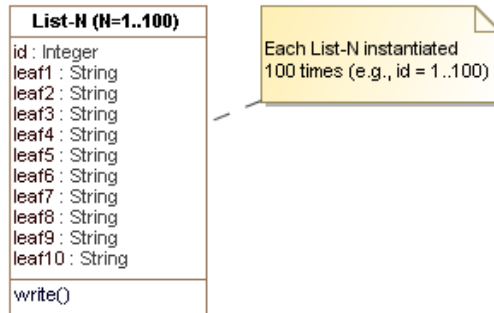 List-N (N=1..100)
id : Integer
leaf1 : String
leaf2 : String
leaf3 : String
leaf4 : String
leaf5 : String
leaf6 : String
leaf7 : String
leaf8 : String
leaf9 : String
leaf10 : String
write()
Each List-N instantiated
100 times (e.g., id = 1..100)